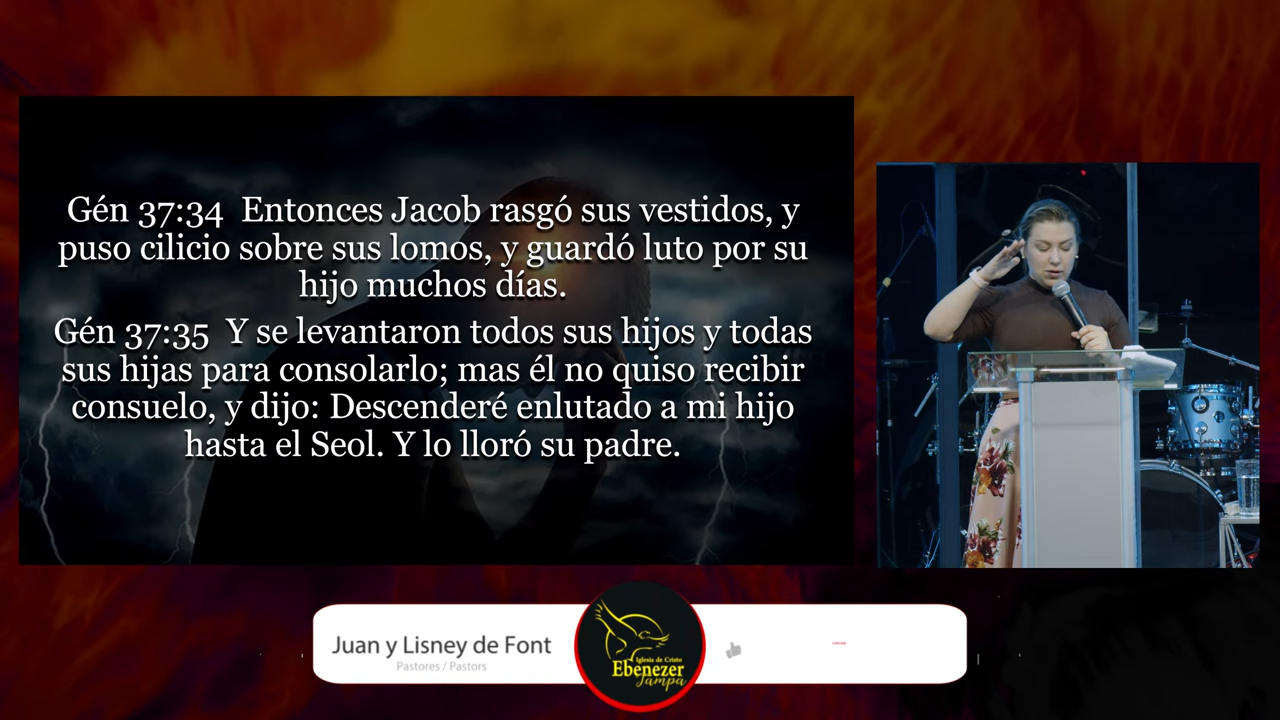 Gén 37:34  Entonces Jacob rasgó sus vestidos, y
puso cilicio sobre sus lomos, y guardó luto por su
hijo muchos días.
Gén 37:35  Y se levantaron todos sus hijos y todas
sus hijas para consolarlo; mas él no quiso recibir
consuelo, y dijo: Descenderé enlutado a mi hijo
hasta el Seol. Y lo lloró su padre.
Juan y Lisney de Font
Pastores / Pastors
Iglesia de Cristo
Ebenezer
Tampa